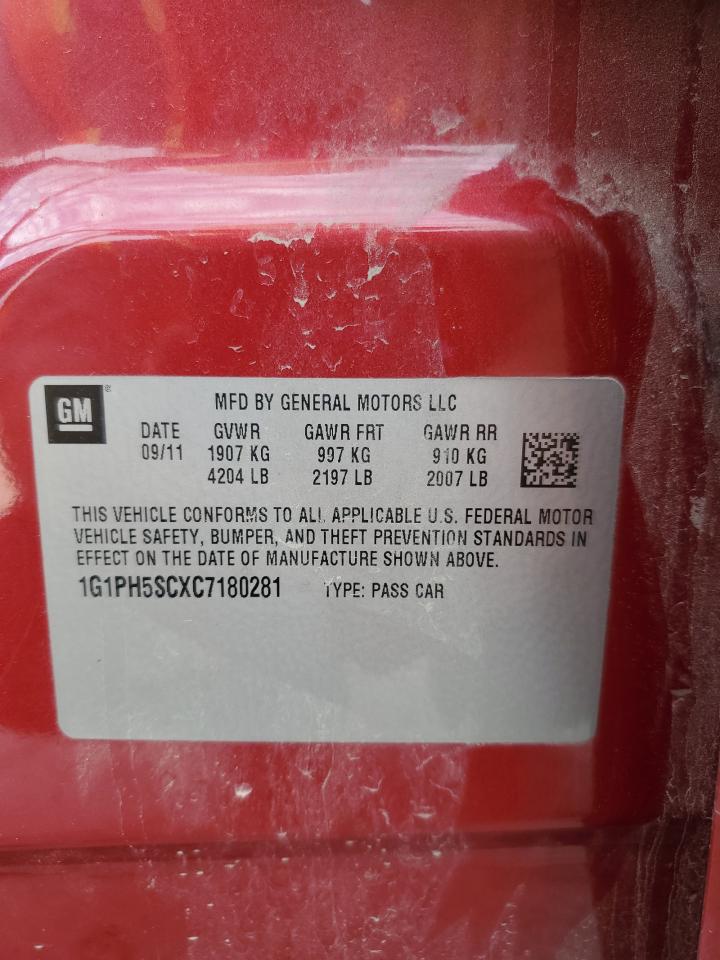 GM ®
MFD BY GENERAL MOTORS LLC
DATE GVWR GAWR FRT GAWR RR
09/11 1907 KG 997 KG 910 KG
4204 LB 2197 LB 2007 LB
THIS VEHICLE CONFORMS TO ALL APPLICABLE U.S. FEDERAL MOTOR
VEHICLE SAFETY, BUMPER, AND THEFT PREVENTION STANDARDS IN
EFFECT ON THE DATE OF MANUFACTURE SHOWN ABOVE.
1G1PH5SCXC7180281 TYPE: PASS CAR